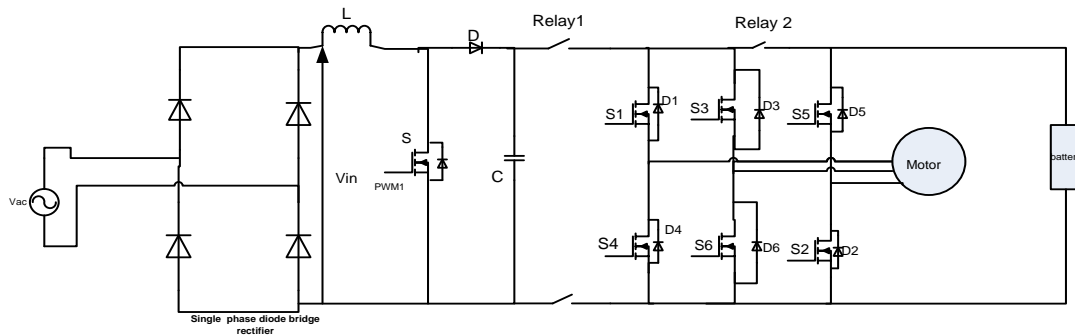 L
Relay1
Relay 2
D
S1
D1
S3
D3
S5
D5
S
Vin
PWM1
C
Motor
batter
Vac
S4
D4
S6
D6
S2
D2
Single phase diode bridge
rectifier